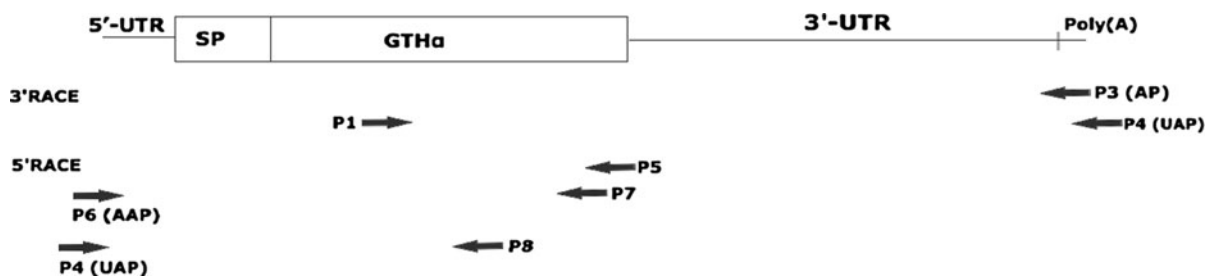 5′-UTR SP GTHα 3'-UTR Poly(A)
3'RACE
P3 (AP)
P1
P4 (UAP)
5'RACE
P5
P7
P6 (AAP)
P8
P4 (UAP)